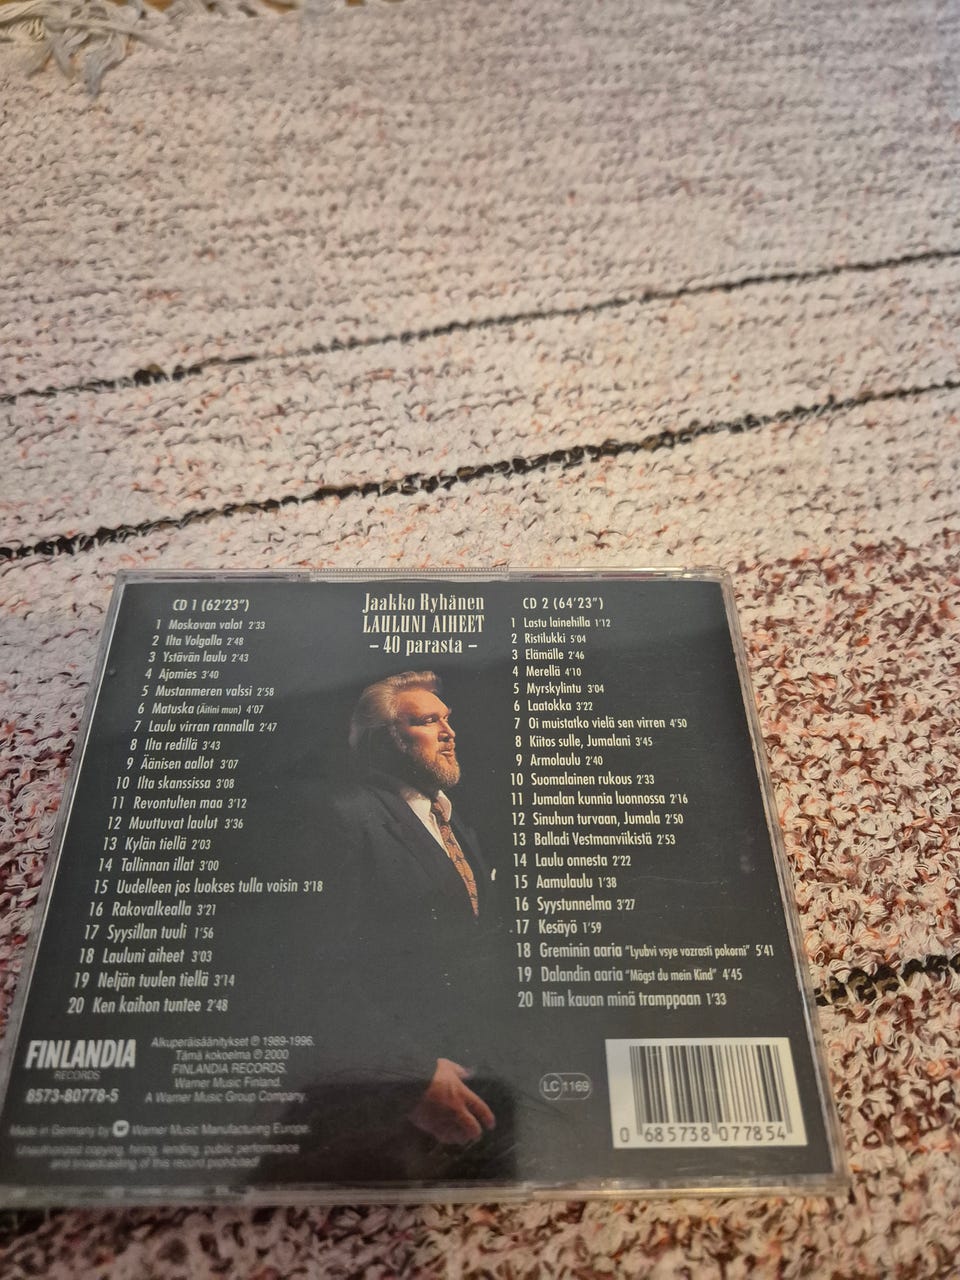 Jaakko Ryhänen
LAULUNI AIHEET
– 40 parasta –
CD 1 (62'23")
1 Moskovan valot 2'33
2 Ilta Volgalla 2'48
3 Ystävän laulu 2'43
4 Ajomies 3'40
5 Mustanmeren valssi 2'58
6 Matuska (Äitini mun) 4'07
7 Laulu virran rannalla 2'47
8 Ilta redillä 3'43
9 Äänisen aallot 3'07
10 Ilta skanssissa 3'08
11 Revontulten maa 3'12
12 Muuttuvat laulut 3'36
13 Kylän tiellä 2'03
14 Tallinnan illat 3'00
15 Uudelleen jos luokses tulla voisin 3'18
16 Rakovalkealla 3'21
17 Syysillan tuuli 1'56
18 Lauluni aiheet 3'03
19 Neljän tuulen tiellä 3'14
20 Ken kaihon tuntee 2'48
CD 2 (64'23")
1 Lastu lainehilla 1'12
2 Ristilukki 5'04
3 Elämälle 2'46
4 Merellä 4'10
5 Myrskylintu 3'04
6 Laatokka 3'22
7 Oi muistatko vielä sen virren 4'50
8 Kiitos sulle, Jumalani 3'45
9 Armolaulu 2'40
10 Suomalainen rukous 2'33
11 Jumalan kunnia luonnossa 2'16
12 Sinuhun turvaan, Jumala 2'50
13 Balladi Vestmanviikistä 2'53
14 Laulu onnesta 2'22
15 Aamulaulu 1'38
16 Syystunnelma 3'27
17 Kesäyö 1'59
18 Greminin aaria "Lyubvi vsye vozrasti pokorni" 5'41
19 Dalandin aaria "Mögst du mein Kind" 4'45
20 Niin kauan minä tramppaan 1'33
FINLANDIA
RECORDS
8573-80778-5
Alkuperäisäänitykset ℗ 1989-1996.
Tämä kokoelma ℗ 2000
FINLANDIA RECORDS.
Warner Music Finland.
A Warner Music Group Company.
Made in Germany by Warner Music Manufacturing Europe.
Unauthorized copying, hiring, lending, public performance
and broadcasting of this record prohibited
LC 1169
0 685738 077854